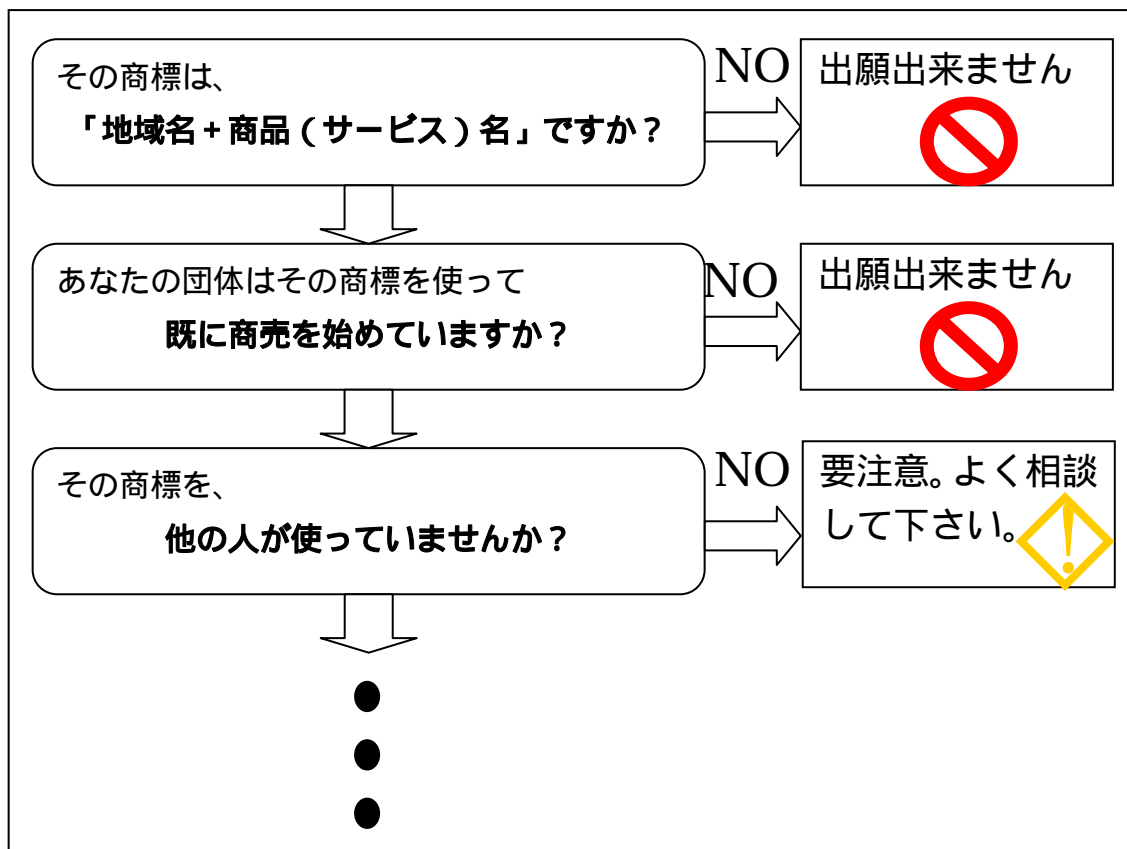 その商標は、
「地域名+商品(サービス)名」ですか?
NO
出願出来ません
あなたの団体はその商標を使って
既に商売を始めていますか?
NO
出願出来ません
その商標を、
他の人が使っていませんか?
NO
要注意。よく相談
して下さい。